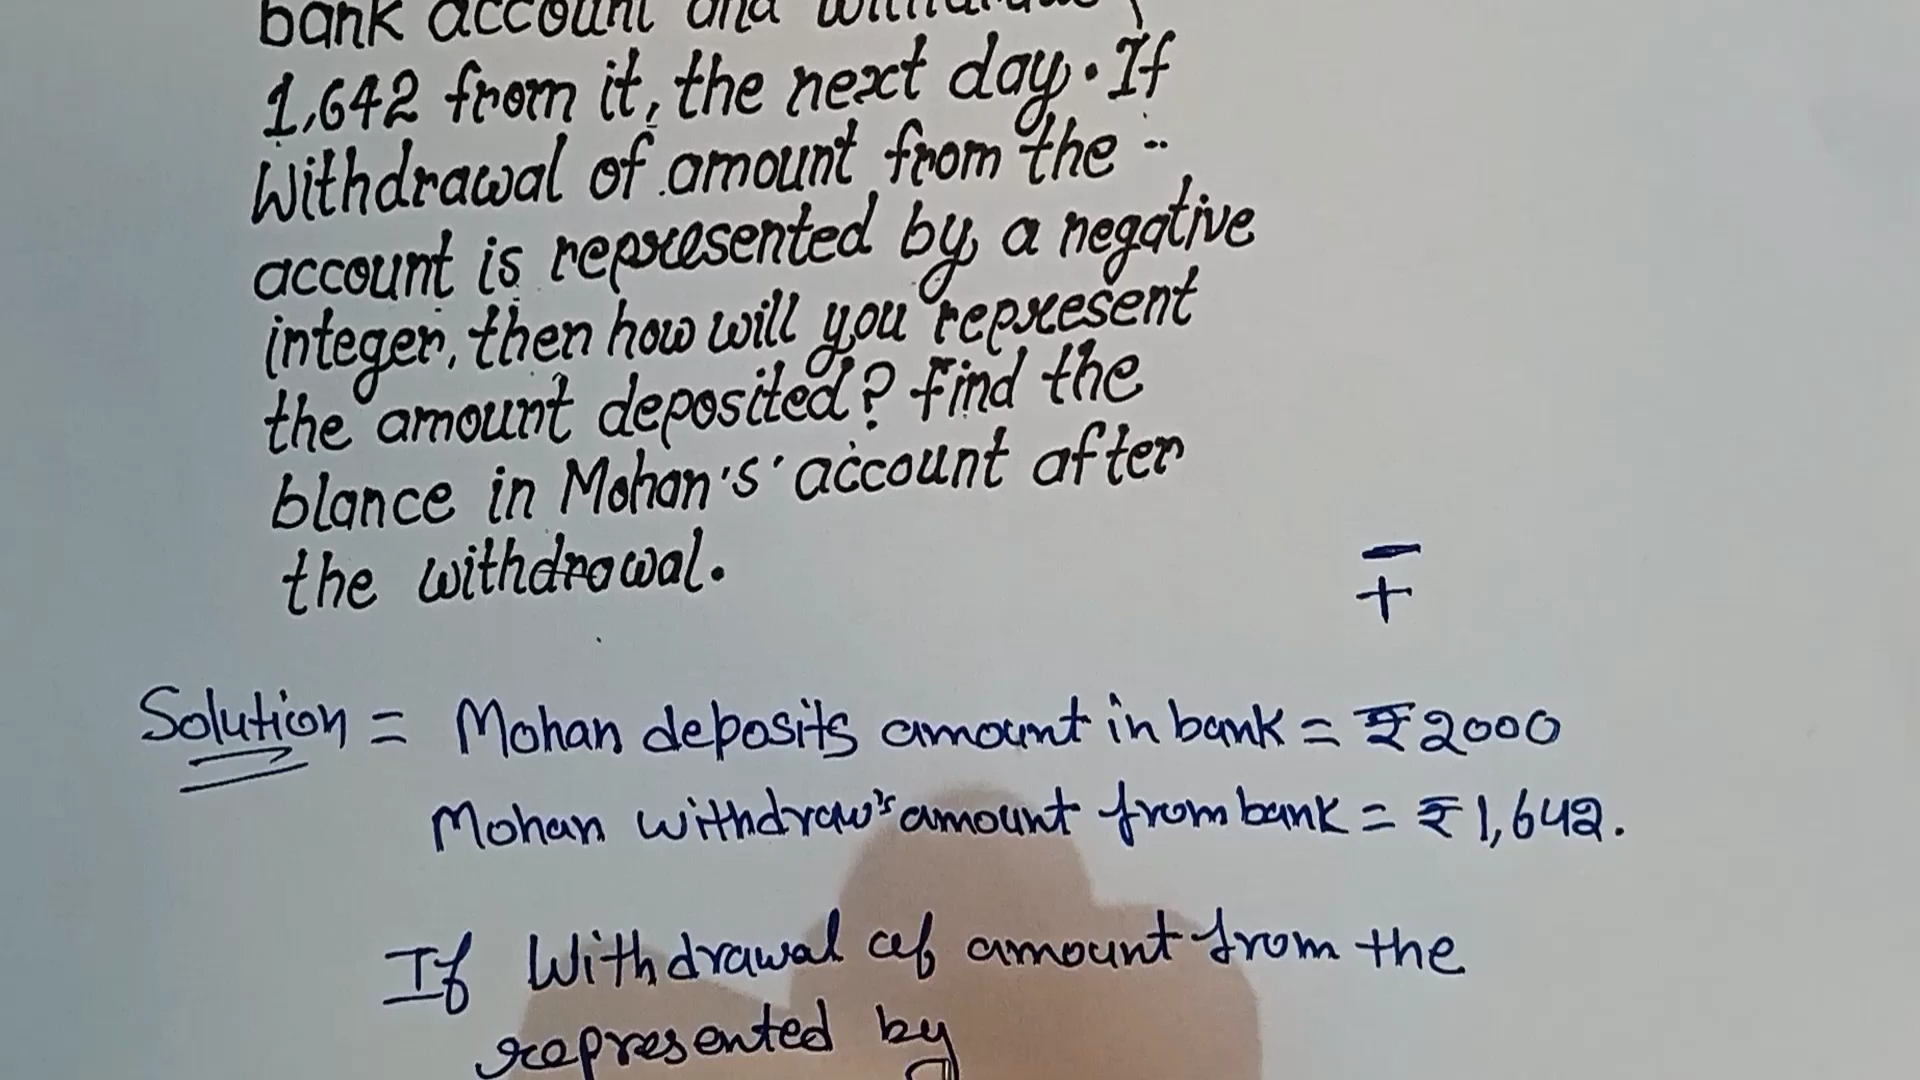 bank account and
1,642 from it, the next day. If
Withdrawal of amount from the
account is represented by a negative
integer, then how will you represent
the amount deposited? Find the
blance in Mohan's account after
the withdrawal.
-
+
Solution = Mohan deposits amount in bank = ₹2000
Mohan withdraw's amount from bank = ₹1,642.
If Withdrawal of amount from the
represented by